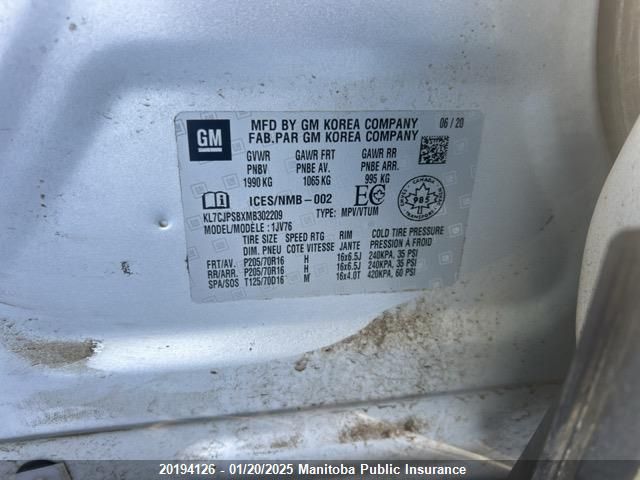 GM
MFD BY GM KOREA COMPANY 06 / 20
FAB.PAR GM KOREA COMPANY
GVWR GAWR FRT GAWR RR
PNBV PNBE AV. PNBE ARR.
1990 KG 1065 KG 995 KG
ICES/NMB-002 EC 985
KL7CJPSBXMB302209 TYPE: MPV/VTUM
MODEL/MODÈLE : 1JV76
TIRE SIZE SPEED RTG RIM COLD TIRE PRESSURE
DIM. PNEU COTE VITESSE JANTE PRESSION À FROID
FRT/AV. P205/70R16 H 16x6.5J 240KPA, 35 PSI
RR/ARR. P205/70R16 H 16x6.5J 240KPA, 35 PSI
SPA/SOS T125/70D16 M 16x4.0T 420KPA, 60 PSI
20194126 - 01/20/2025 Manitoba Public Insurance